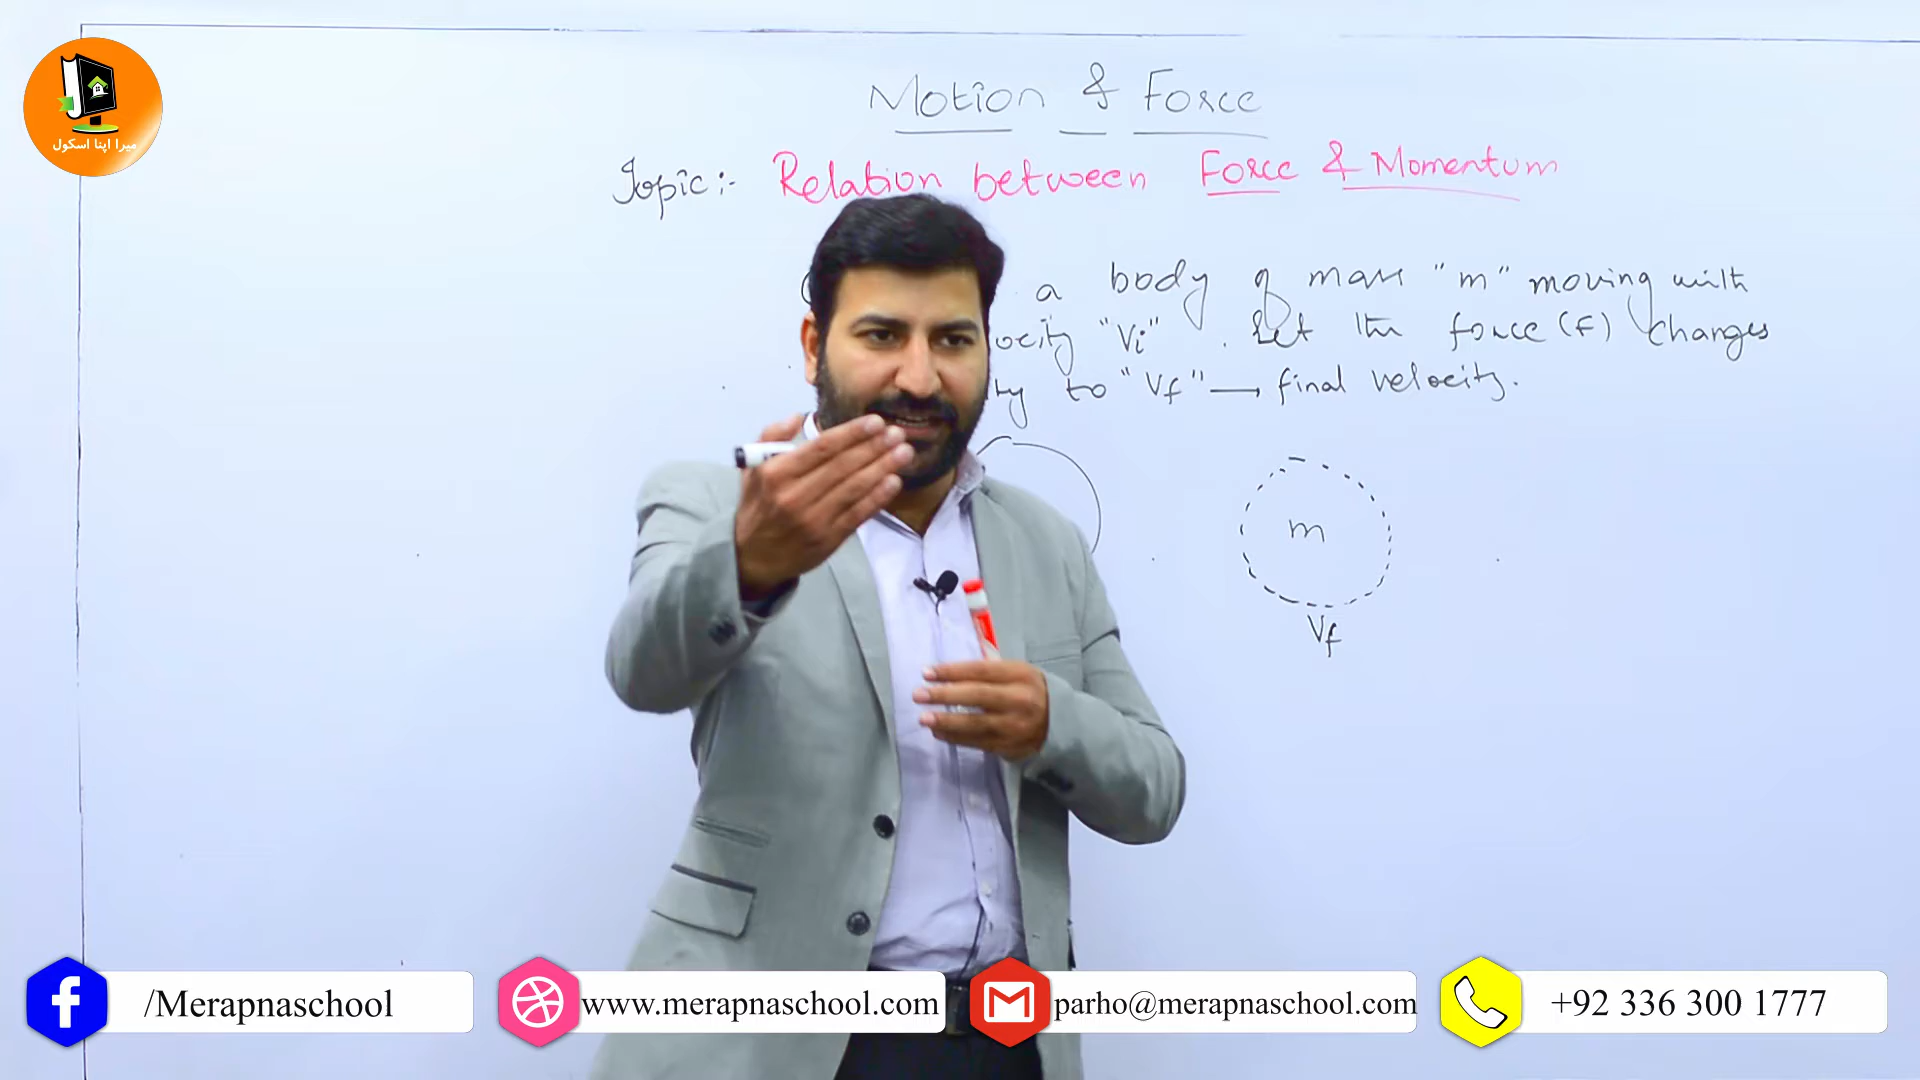 میرا اپنا اسکول
Motion & Force
Topic:- Relation between Force & Momentum
a body of mass "m" moving with
ocity "Vi". Let the force (F) changes
ty to "Vf" → final velocity.
m
Vf
/Merapnaschool
www.merapnaschool.com
parho@merapnaschool.com
+92 336 300 1777